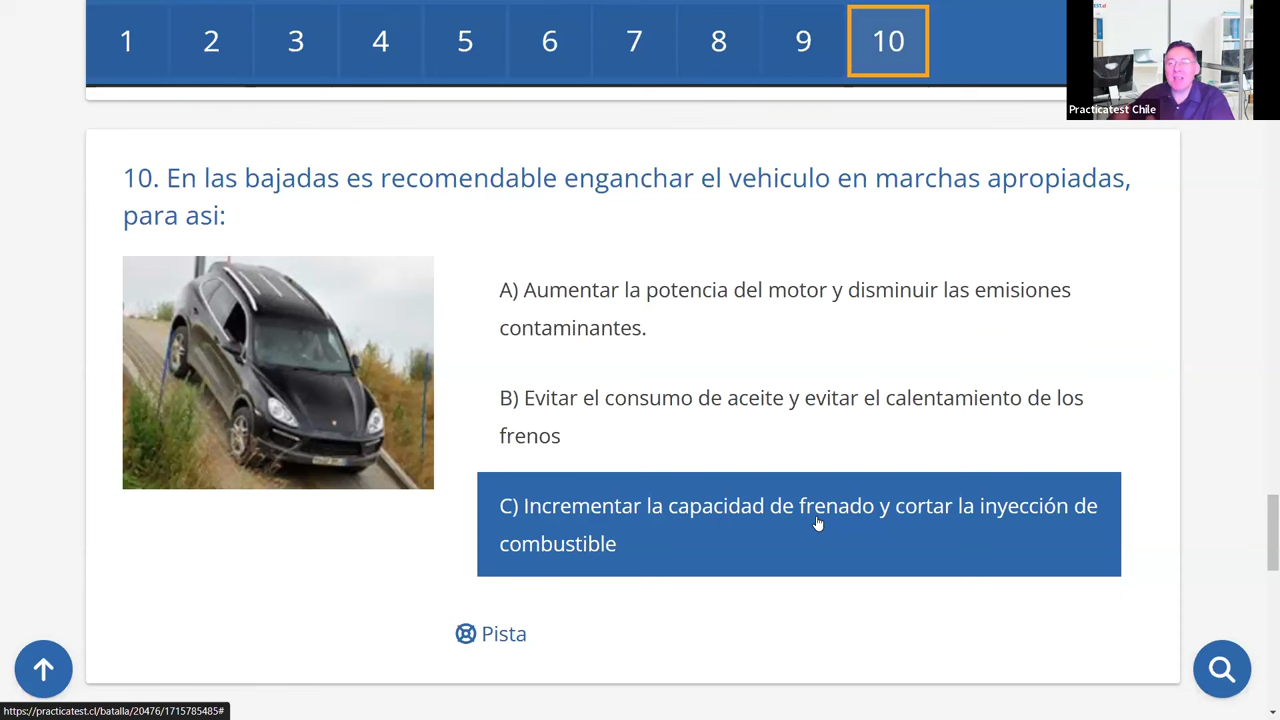 1 2 3 4 5 6 7 8 9 10
Practicatest Chile
10. En las bajadas es recomendable enganchar el vehiculo en marchas apropiadas,
para asi:
A) Aumentar la potencia del motor y disminuir las emisiones
contaminantes.
B) Evitar el consumo de aceite y evitar el calentamiento de los
frenos
C) Incrementar la capacidad de frenado y cortar la inyección de
combustible
Pista
https://practicatest.cl/batalla/20476/1715785485#